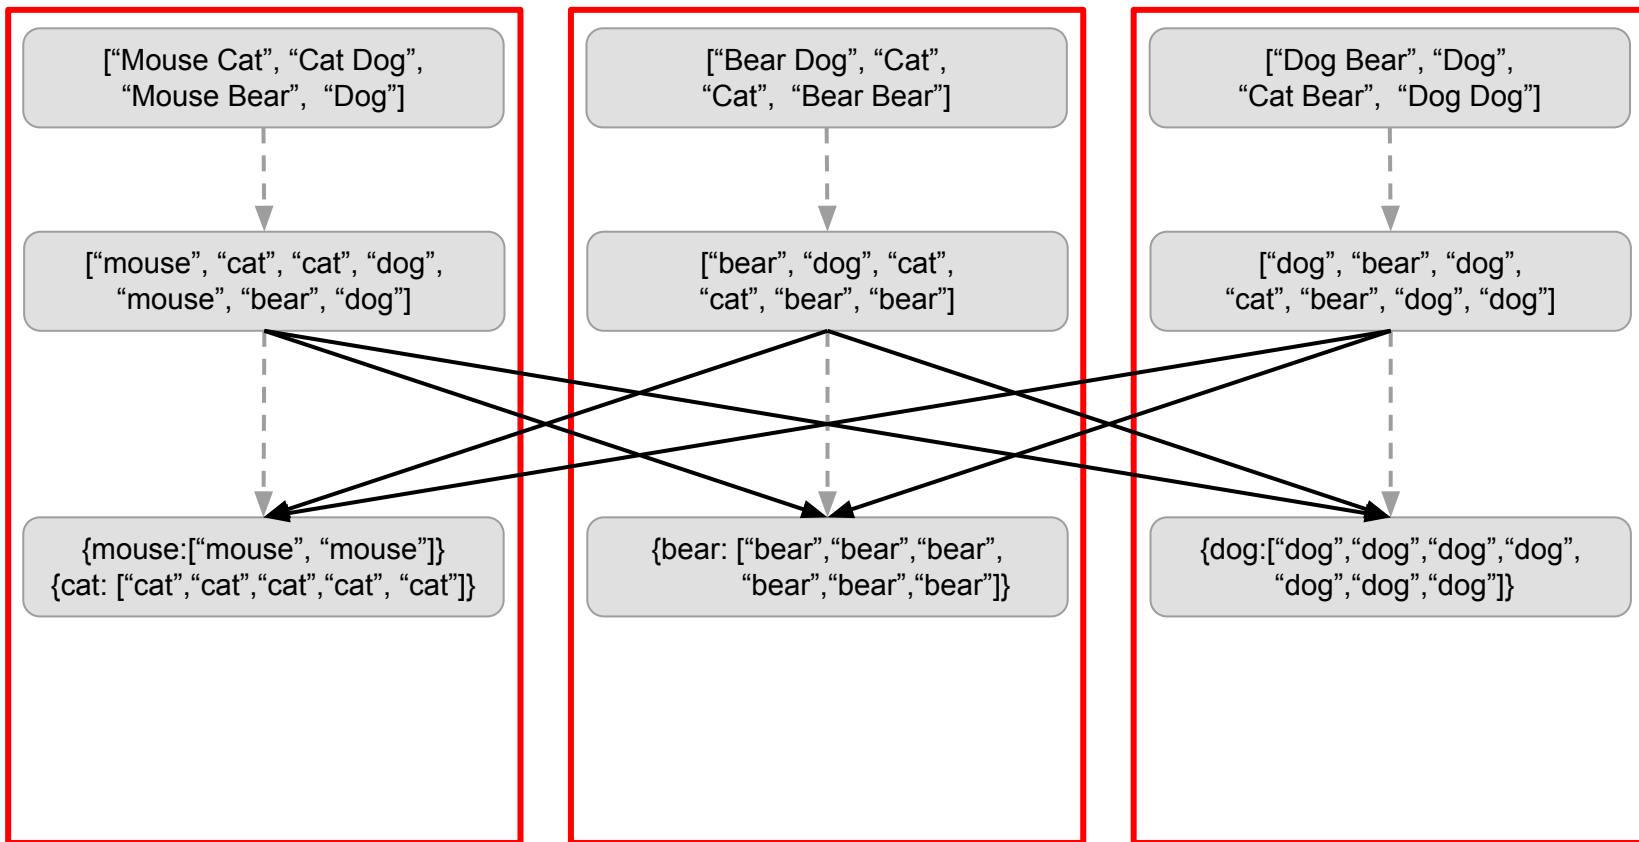 [“Mouse Cat”, “Cat Dog”,
“Mouse Bear”, “Dog”]
[“Bear Dog”, “Cat”,
“Cat”, “Bear Bear”]
[“Dog Bear”, “Dog”,
“Cat Bear”, “Dog Dog”]
[“mouse”, “cat”, “cat”, “dog”,
“mouse”, “bear”, “dog”]
[“bear”, “dog”, “cat”,
“cat”, “bear”, “bear”]
[“dog”, “bear”, “dog”,
“cat”, “bear”, “dog”, “dog”]
{mouse:[“mouse”, “mouse”]}
{cat: [“cat”,“cat”,“cat”,“cat”, “cat”]}
{bear: [“bear”,“bear”,“bear”,
“bear”,“bear”,“bear”]}
{dog:[“dog”,“dog”,“dog”,“dog”,
“dog”,“dog”,“dog”]}